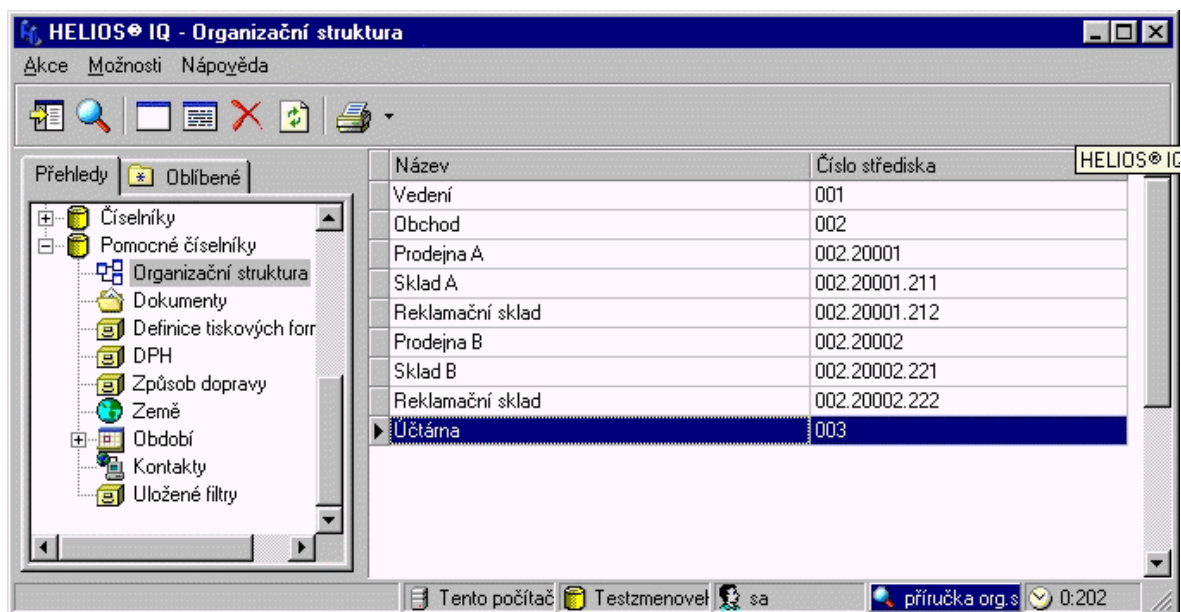 HELIOS® IQ - Organizační struktura
Akce Možnosti Nápověda
Přehledy Oblíbené
Číselníky
Pomocné číselníky
Organizační struktura
Dokumenty
Definice tiskových forr
DPH
Způsob dopravy
Země
Období
Kontakty
Uložené filtry
Název Číslo střediska
HELIOS® IQ
Vedení 001
Obchod 002
Prodejna A 002.20001
Sklad A 002.20001.211
Reklamační sklad 002.20001.212
Prodejna B 002.20002
Sklad B 002.20002.221
Reklamační sklad 002.20002.222
Účtárna 003
Tento počítač Testzmenoveł sa příručka org.s 0:202